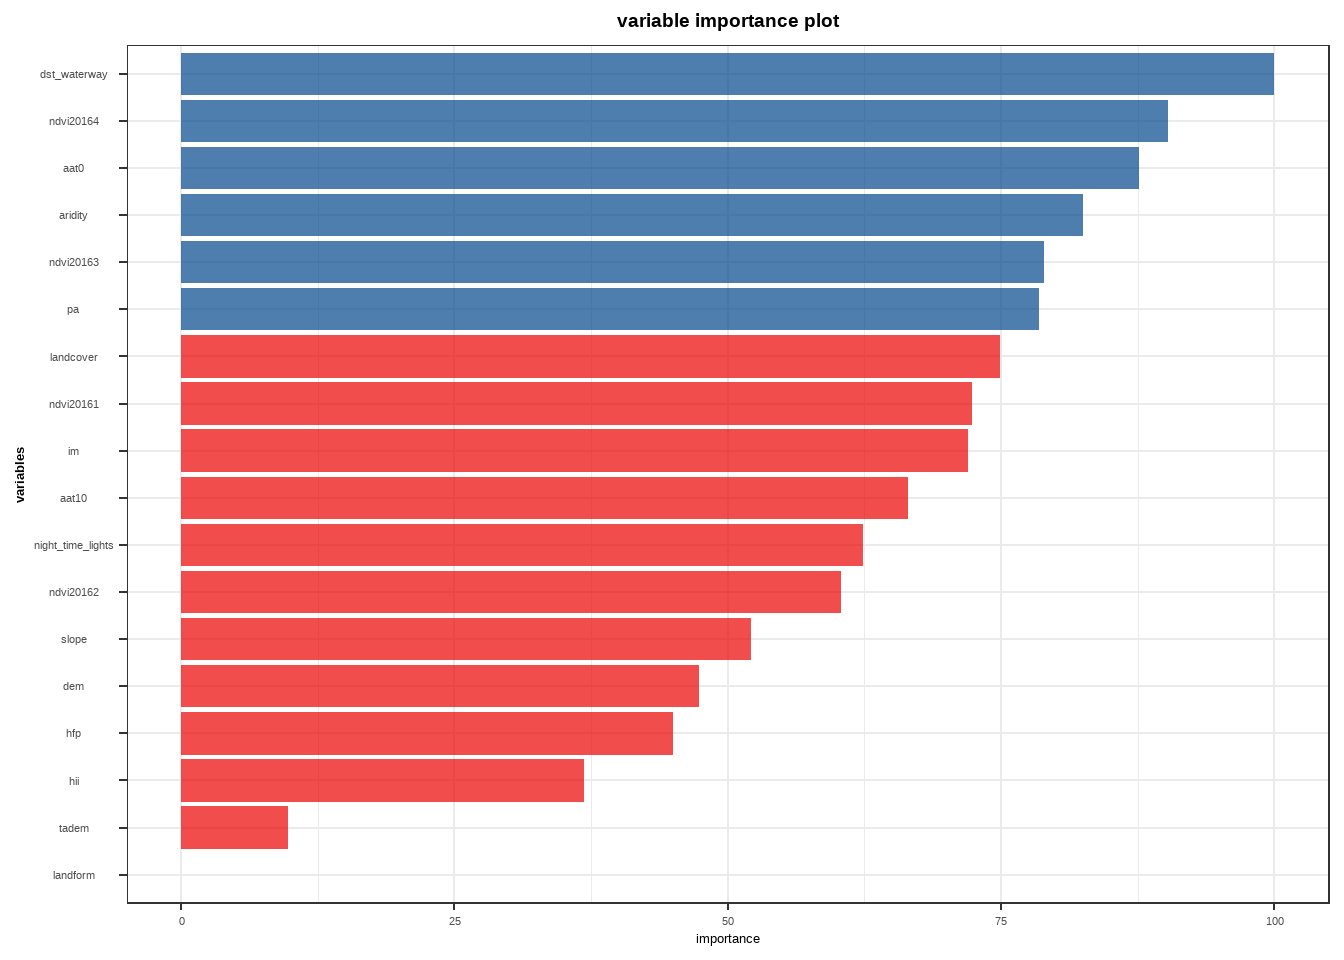 variable importance plot
variables
dst_waterway
ndvi20164
aat0
aridity
ndvi20163
pa
landcover
ndvi20161
im
aat10
night_time_lights
ndvi20162
slope
dem
hfp
hii
tadem
landform
0 25 50 75 100
importance